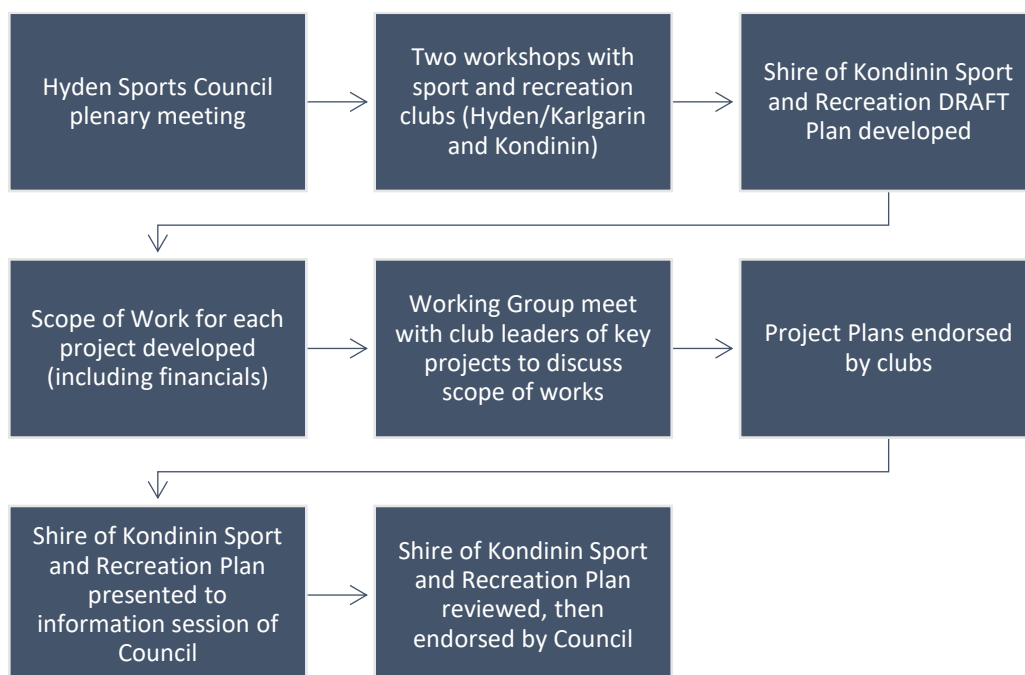 Hyden Sports Council
plenary meeting
Two workshops with
sport and recreation
clubs (Hyden/Karlgarin
and Kondinin)
Shire of Kondinin Sport
and Recreation DRAFT
Plan developed
Scope of Work for each
project developed
(including financials)
Working Group meet
with club leaders of key
projects to discuss
scope of works
Project Plans endorsed
by clubs
Shire of Kondinin Sport
and Recreation Plan
presented to
information session of
Council
Shire of Kondinin Sport
and Recreation Plan
reviewed, then
endorsed by Council